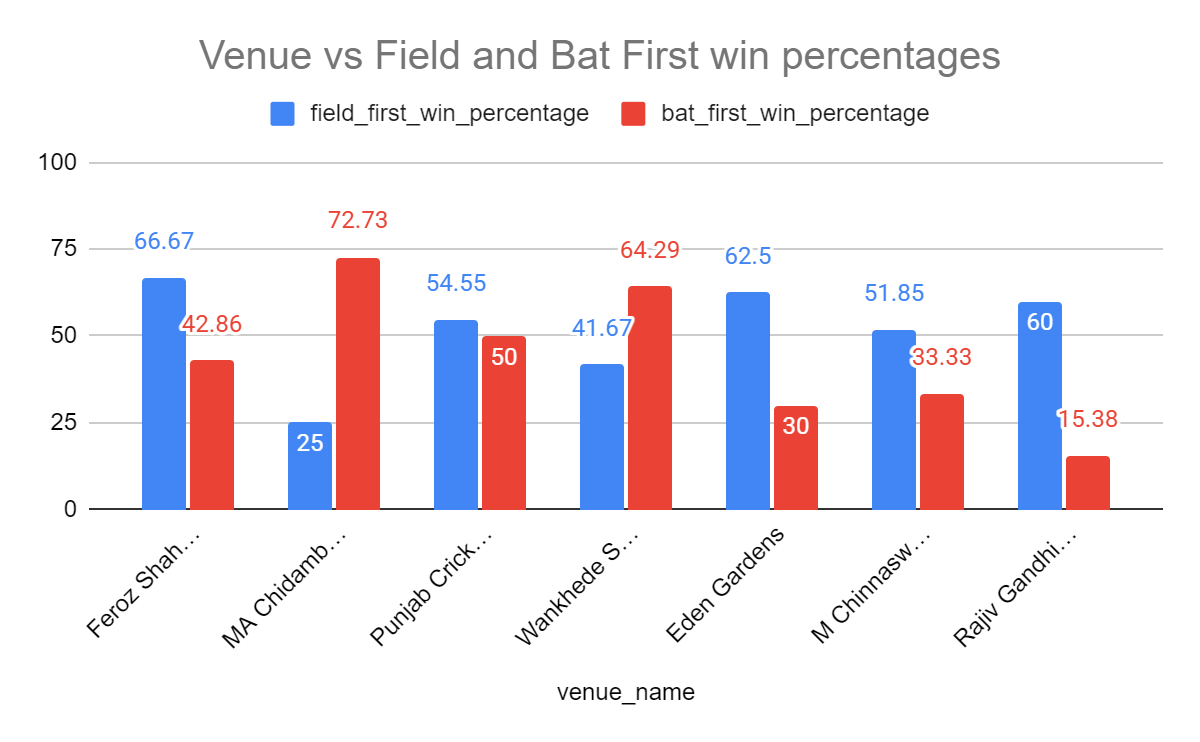 Venue vs Field and Bat First win percentages
field_first_win_percentage bat_first_win_percentage
100
75
50
25
0
66.67
42.86
25
72.73
54.55
50
41.67
64.29
62.5
30
51.85
33.33
60
15.38
Feroz Shah…
MA Chidamb…
Punjab Crick…
Wankhede S…
Eden Gardens
M Chinnasw…
Rajiv Gandhi…
venue_name